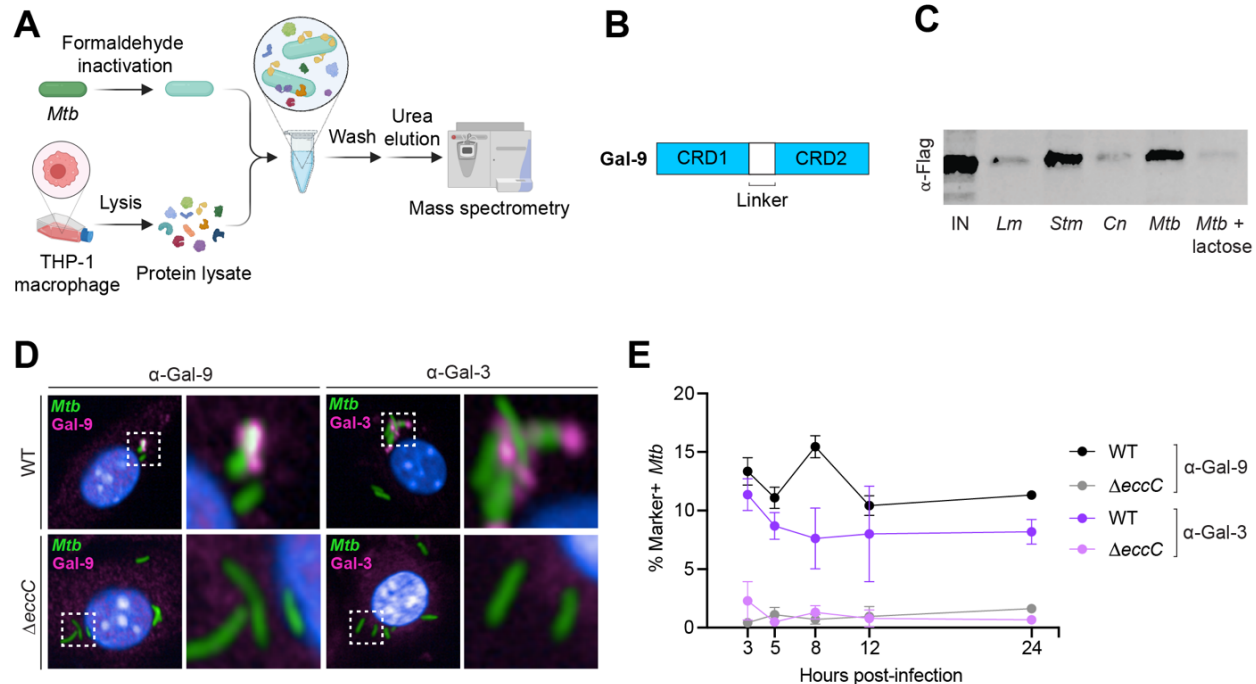 A
Formaldehyde
inactivation
Mtb
Lysis
THP-1
macrophage
Protein lysate
Wash
Urea
elution
Mass spectrometry
B
Gal-9
CRD1
CRD2
Linker
C
α-Flag
IN
Lm
Stm
Cn
Mtb
Mtb +
lactose
D
α-Gal-9
α-Gal-3
WT
Mtb
Gal-9
Mtb
Gal-3
ΔeccC
Mtb
Gal-9
Mtb
Gal-3
E
% Marker+ Mtb
20
15
10
5
0
3
5
8
12
24
Hours post-infection
WT
ΔeccC
α-Gal-9
WT
ΔeccC
α-Gal-3